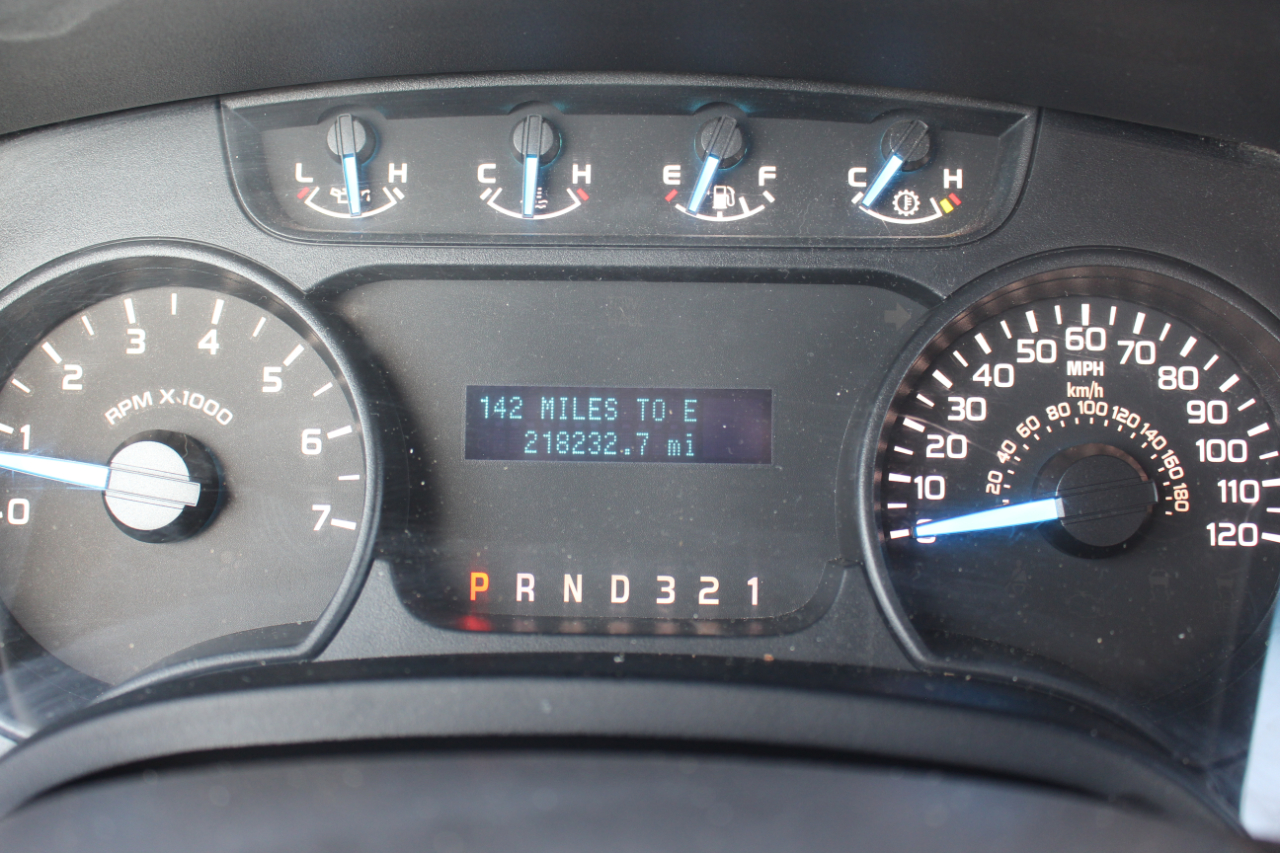 L H
C H
E F
C H
0 1 2 3 4 5 6 7
RPM X 1000
142 MILES TO E
218232.7 mi
P R N D 3 2 1
10 20 30 40 50 60 70 80 90 100 110 120
MPH
km/h
20 40 60 80 100 120 140 160 180